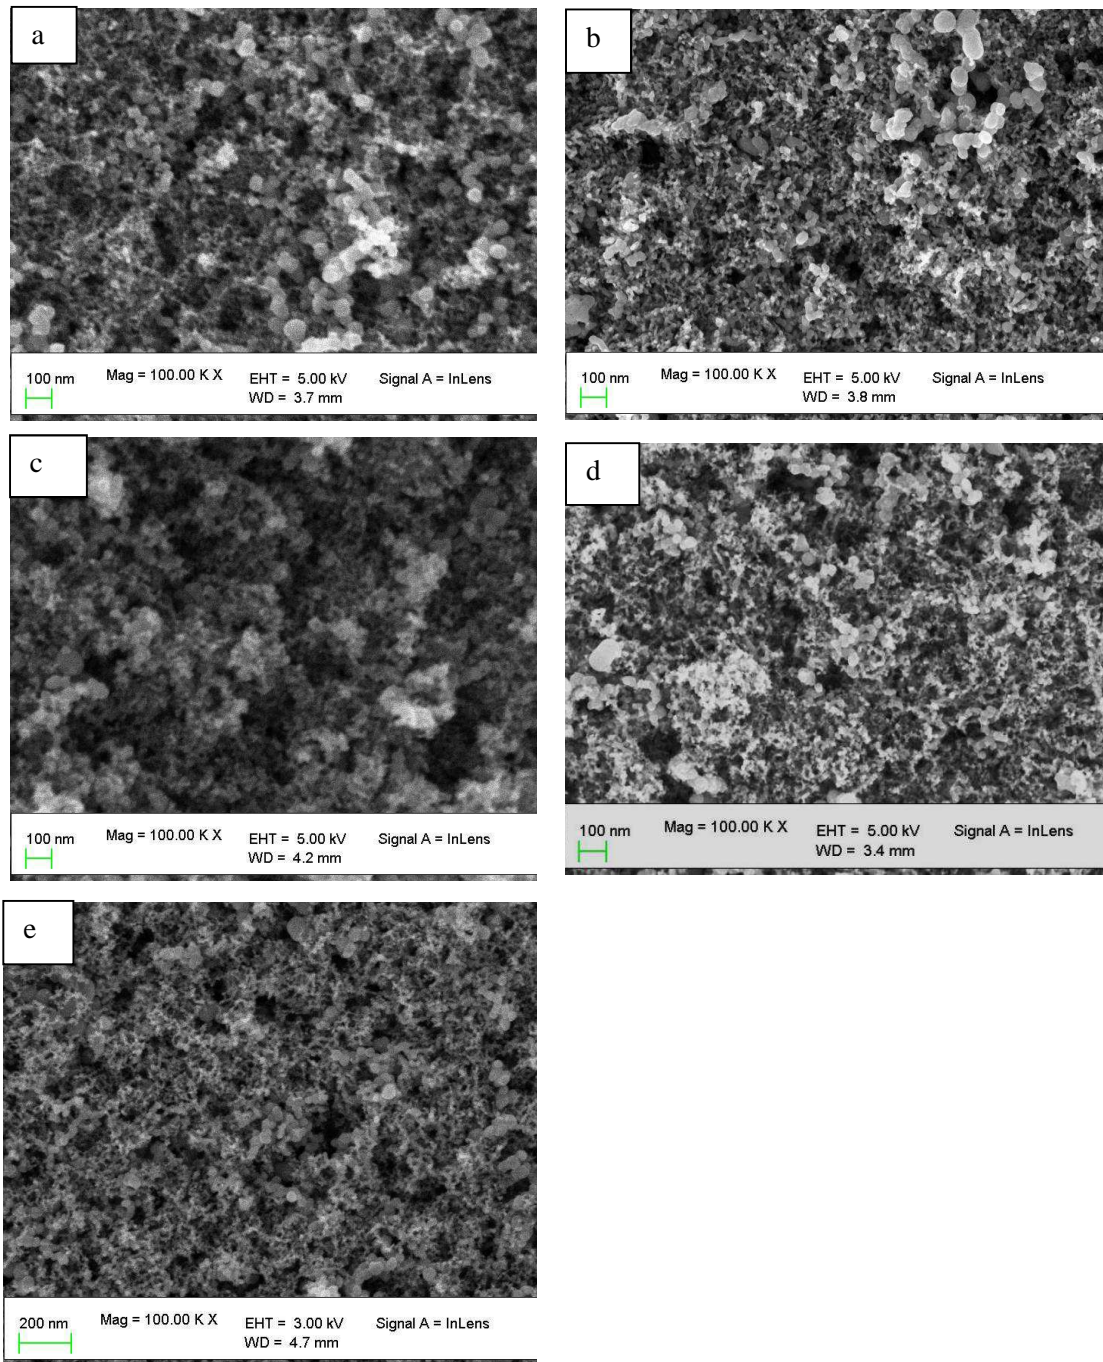 a
100 nm Mag = 100.00 K X EHT = 5.00 kV Signal A = InLens
WD = 3.7 mm
b
100 nm Mag = 100.00 K X EHT = 5.00 kV Signal A = InLens
WD = 3.8 mm
c
100 nm Mag = 100.00 K X EHT = 5.00 kV Signal A = InLens
WD = 4.2 mm
d
100 nm Mag = 100.00 K X EHT = 5.00 kV Signal A = InLens
WD = 3.4 mm
e
200 nm Mag = 100.00 K X EHT = 3.00 kV Signal A = InLens
WD = 4.7 mm